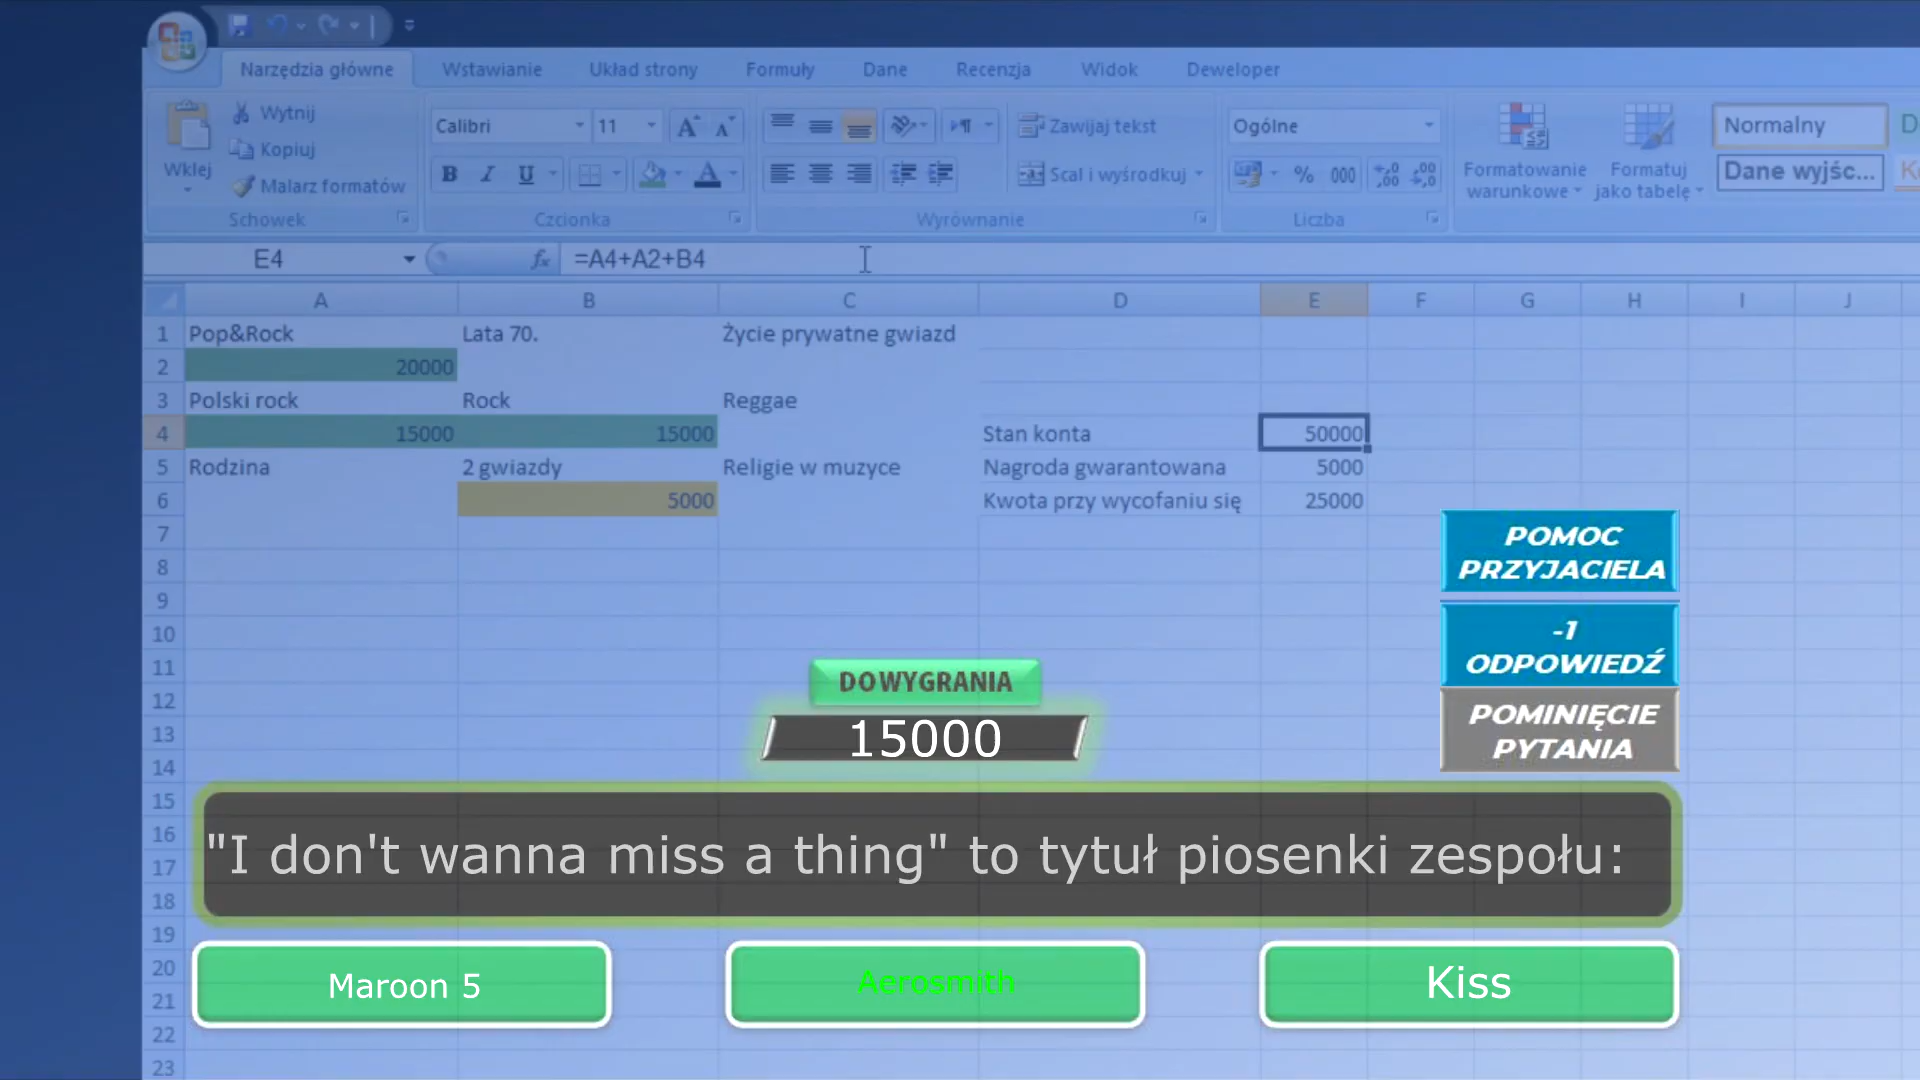 Narzędzia główne Wstawianie Układ strony Formuły Dane Recenzja Widok Deweloper
Wklej
Wytnij
Kopiuj
Malarz formatów
Schowek
Calibri 11
B I U
Czcionka
Zawijaj tekst
Scal i wyśrodkuj
Wyrównanie
Ogólne
% 000
Liczba
Formatowanie warunkowe
Formatuj jako tabelę
Normalny
Dane wyjśc...
E4 fx =A4+A2+B4
A B C D E F G H I J
1 Pop&Rock Lata 70. Życie prywatne gwiazd
2 20000
3 Polski rock Rock Reggae
4 15000 15000 Stan konta 50000
5 Rodzina 2 gwiazdy Religie w muzyce Nagroda gwarantowana 5000
6 5000 Kwota przy wycofaniu się 25000
7
8
9
10
11
12
13
14
15
16
17
18
19
20
21
22
23
POMOC
PRZYJACIELA
-1
ODPOWIEDŹ
POMINIĘCIE
PYTANIA
DO WYGRANIA
15000
"I don't wanna miss a thing" to tytuł piosenki zespołu:
Maroon 5 Aerosmith Kiss